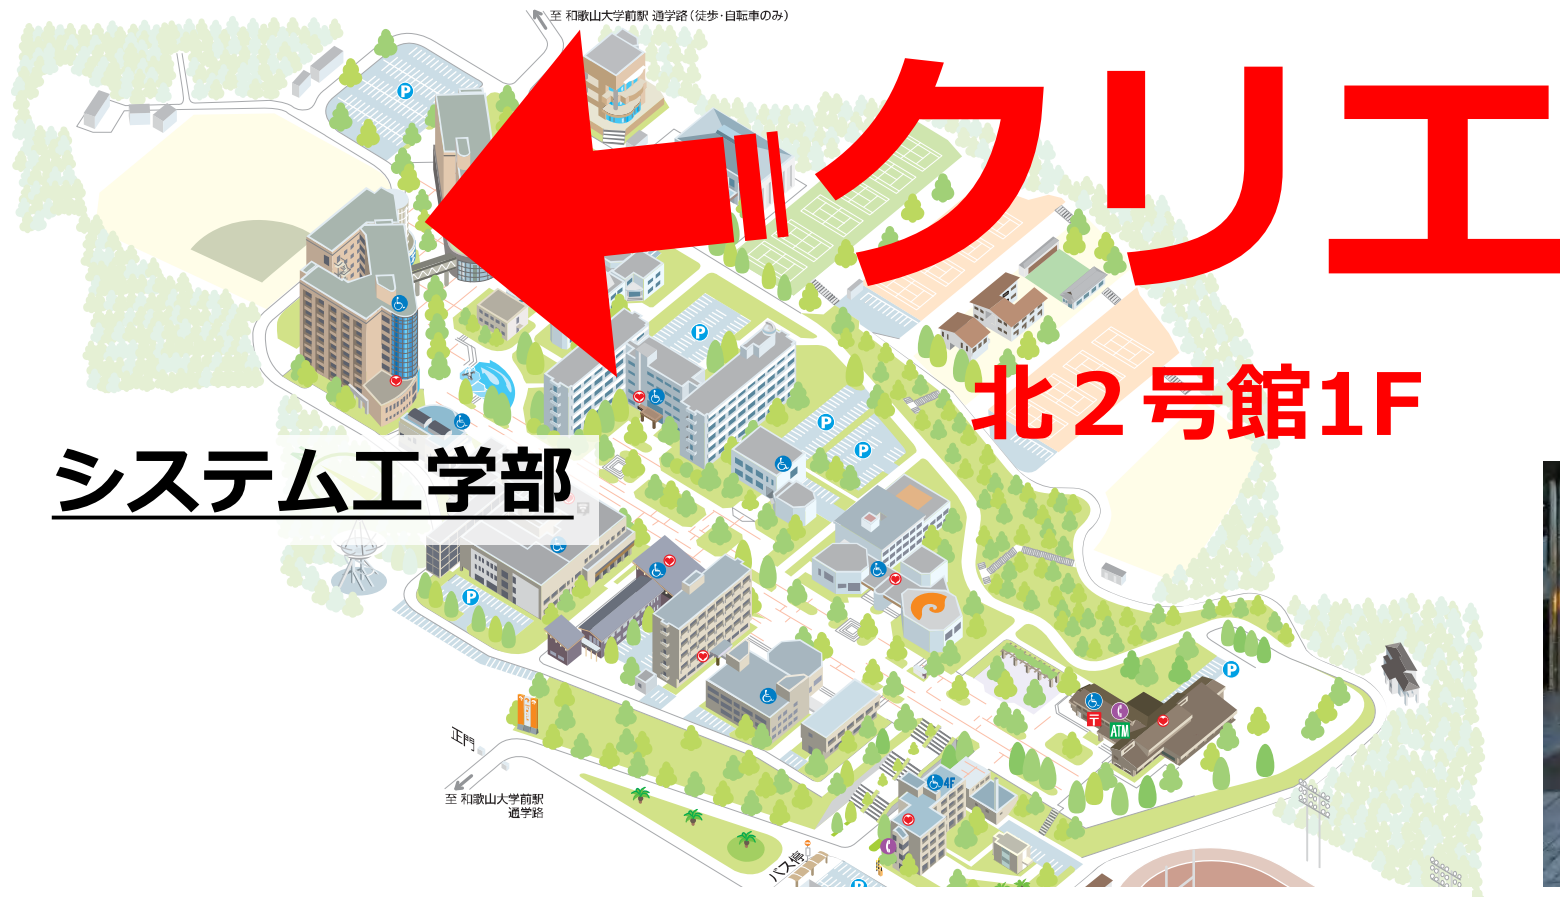 至 和歌山大学前駅 通学路(徒歩・自転車のみ)
クリエ
北２号館1F
システム工学部
P
P
P
P
P
P
ATM
正門
至 和歌山大学前駅
通学路
4F
バス停
P